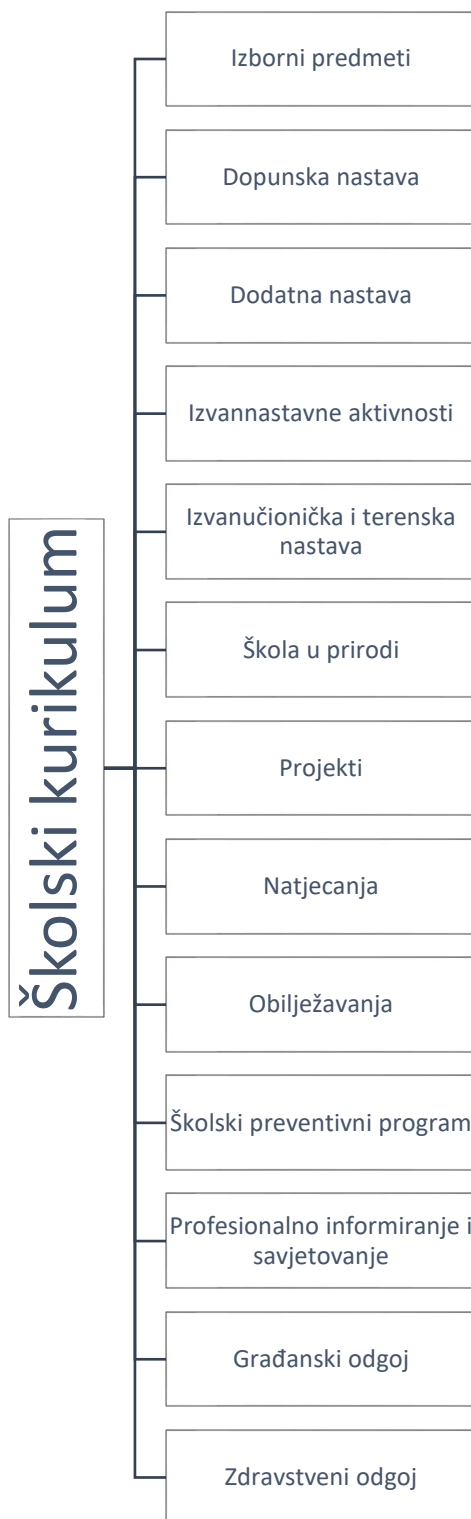 Školski kurikulum
Izborni predmeti
Dopunska nastava
Dodatna nastava
Izvannastavne aktivnosti
Izvanučionička i terenska
nastava
Škola u prirodi
Projekti
Natjecanja
Obilježavanja
Školski preventivni program
Profesionalno informiranje i
savjetovanje
Građanski odgoj
Zdravstveni odgoj